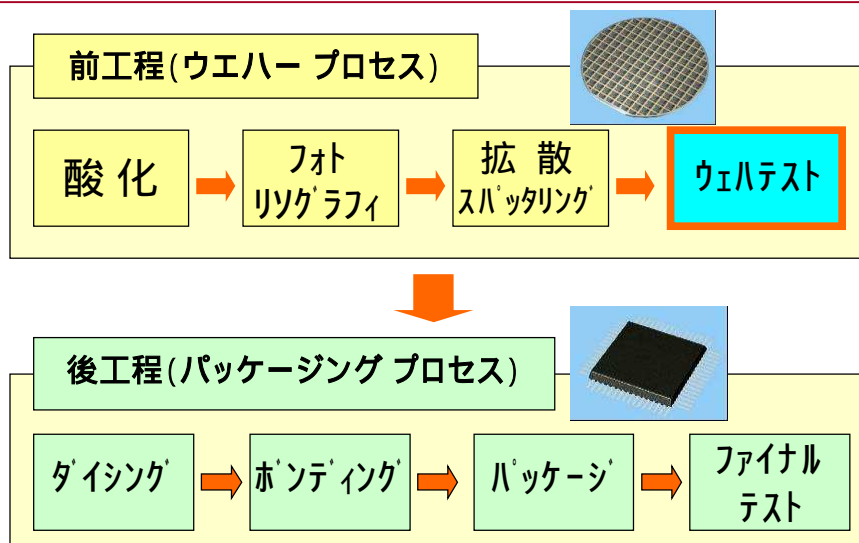 前工程(ウエハー プロセス)
酸 化
フォト
リソグラフィ
拡 散
スパッタリング
ウェハテスト
後工程(パッケージング プロセス)
ダイシング
ボンディング
パッケージ
ファイナル
テスト